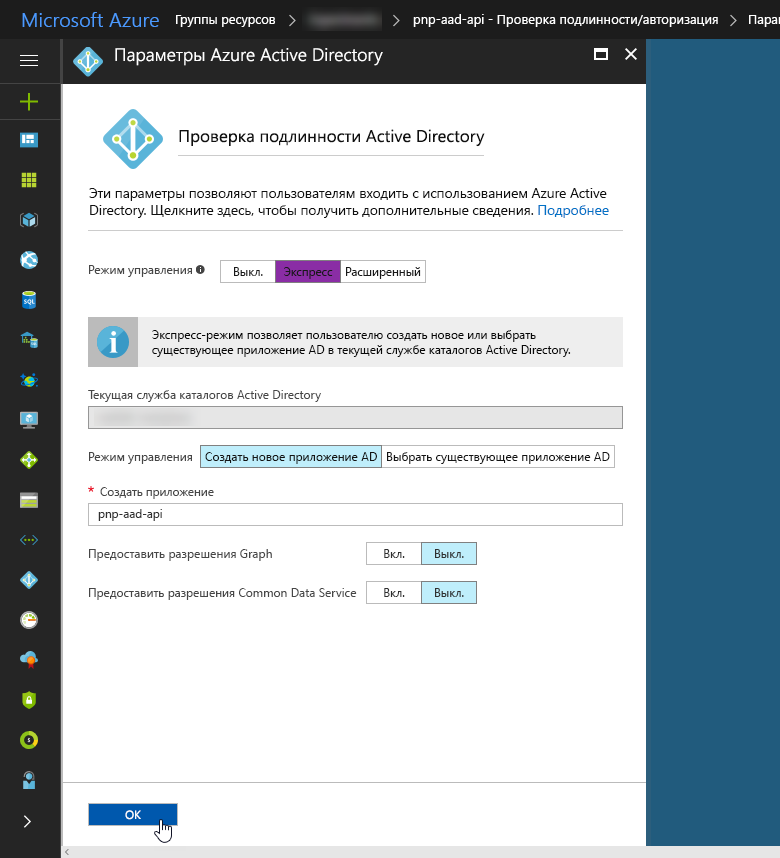 Microsoft Azure Группы ресурсов > > pnp-aad-api - Проверка подлинности/авторизация > Пара
Параметры Azure Active Directory
Проверка подлинности Active Directory
Эти параметры позволяют пользователям входить с использованием Azure Active
Directory. Щелкните здесь, чтобы получить дополнительные сведения. Подробнее
Режим управления Выкл. Экспресс Расширенный
Экспресс-режим позволяет пользователю создать новое или выбрать
существующее приложение AD в текущей службе каталогов Active Directory.
Текущая служба каталогов Active Directory
Режим управления Создать новое приложение AD Выбрать существующее приложение AD
* Создать приложение
pnp-aad-api
Предоставить разрешения Graph Вкл. Выкл.
Предоставить разрешения Common Data Service Вкл. Выкл.
ОК